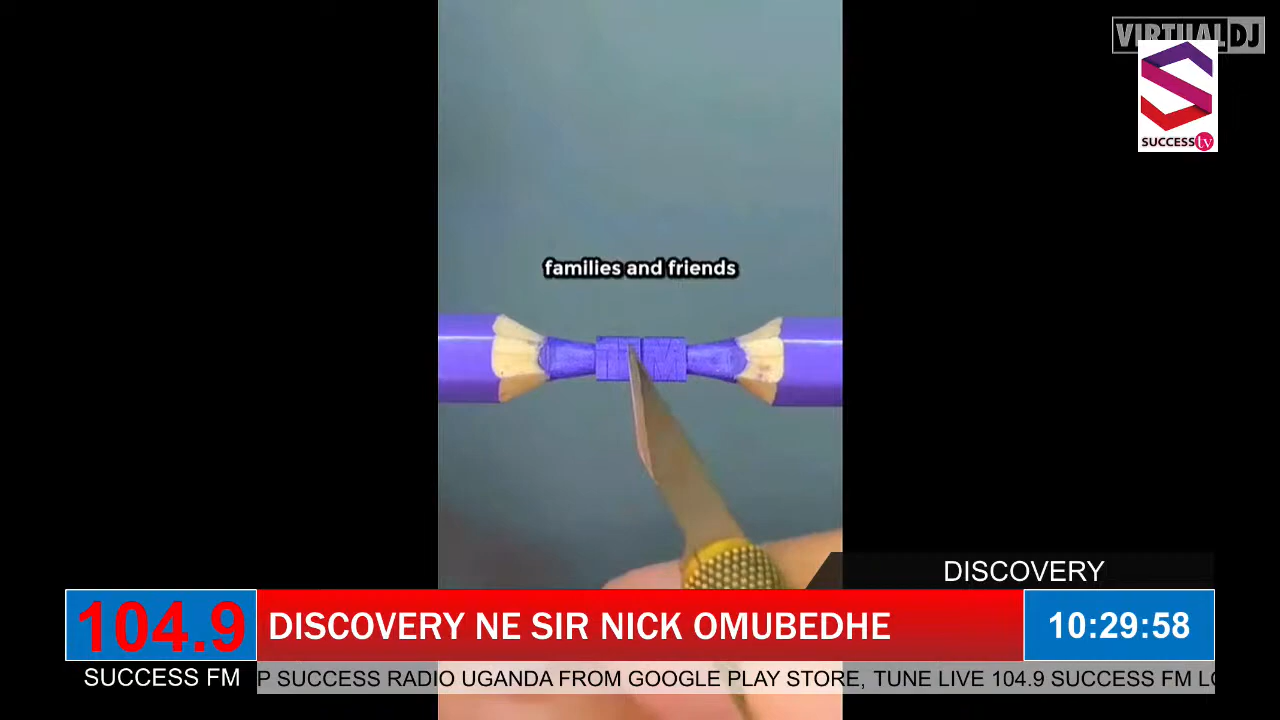 VIRTUALDJ
SUCCESS tv
families and friends
DISCOVERY
104.9
DISCOVERY NE SIR NICK OMUBEDHE
10:29:58
SUCCESS FM
P SUCCESS RADIO UGANDA FROM GOOGLE PLAY STORE, TUNE LIVE 104.9 SUCCESS FM